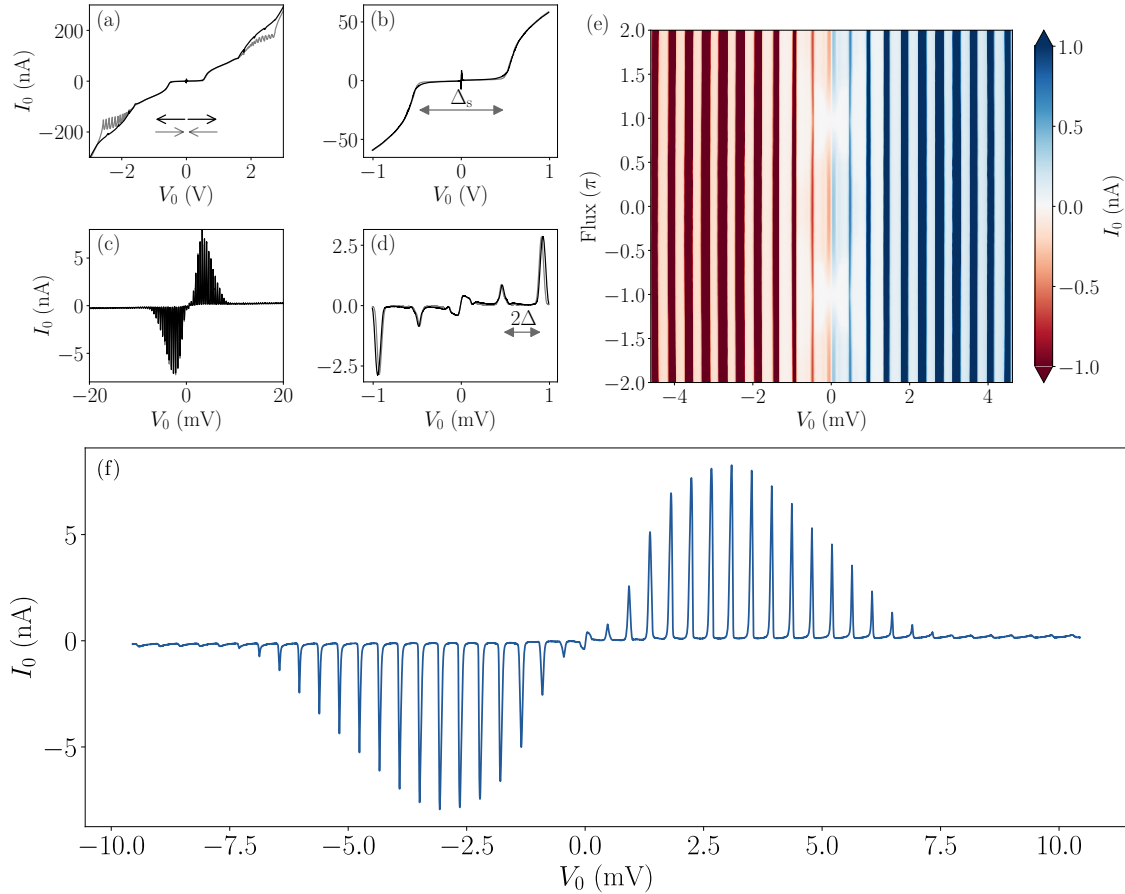 (a)
200
0
−200
I₀ (nA)
−2
0
2
V₀ (V)
(b)
50
0
−50
Δₛ
−1
0
1
V₀ (V)
(c)
5
0
−5
I₀ (nA)
−20
0
20
V₀ (mV)
(d)
2.5
0.0
−2.5
2Δ
−1
0
1
V₀ (mV)
(e)
2.0
1.5
1.0
0.5
0.0
−0.5
−1.0
−1.5
−2.0
Flux (π)
−4
−2
0
2
4
V₀ (mV)
1.0
0.5
0.0
−0.5
−1.0
I₀ (nA)
(f)
5
0
−5
I₀ (nA)
−10.0
−7.5
−5.0
−2.5
0.0
2.5
5.0
7.5
10.0
V₀ (mV)